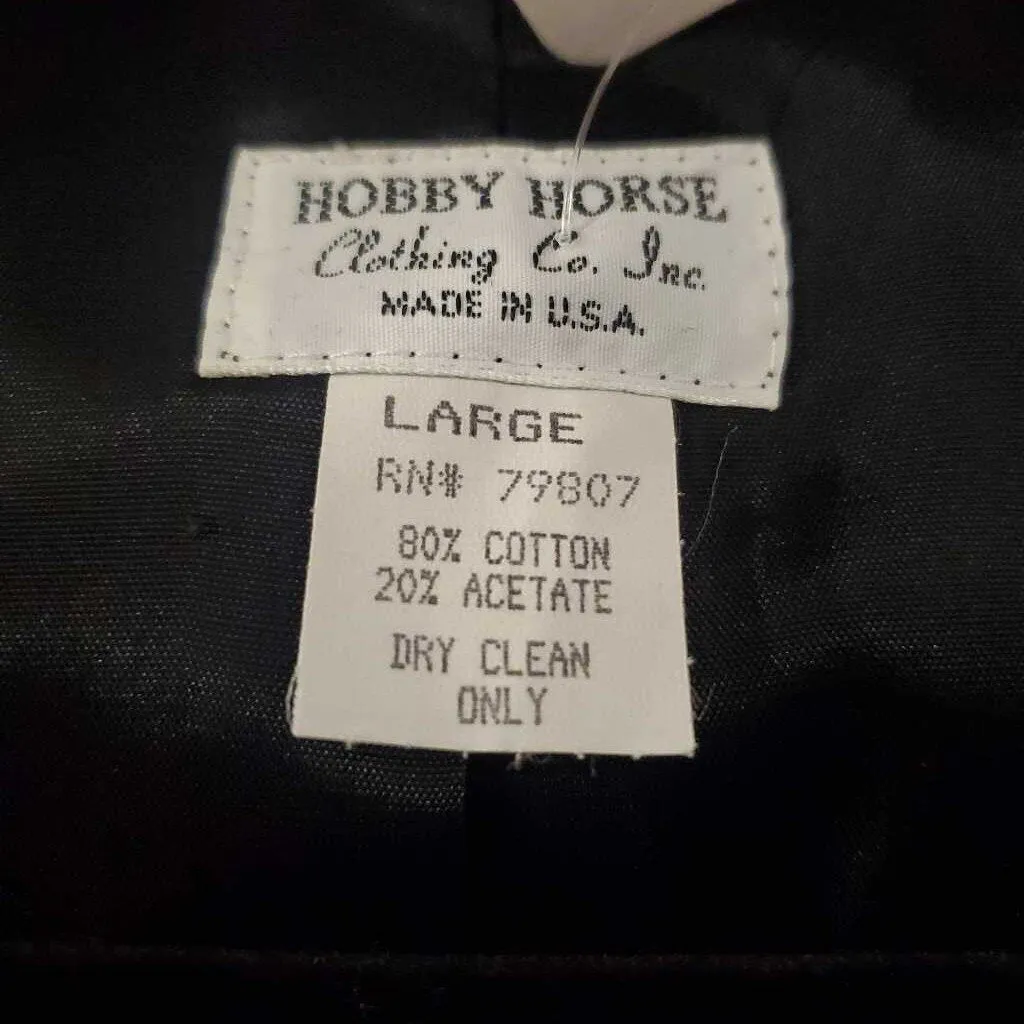 HOBBY HORSE
Clothing Co. Inc.
MADE IN U.S.A.
LARGE
RN# 79807
80% COTTON
20% ACETATE
DRY CLEAN
ONLY